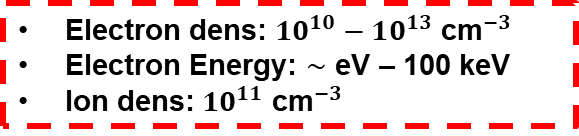 • Electron dens: 10¹⁰ – 10¹³ cm⁻³
• Electron Energy: ~ eV – 100 keV
• Ion dens: 10¹¹ cm⁻³